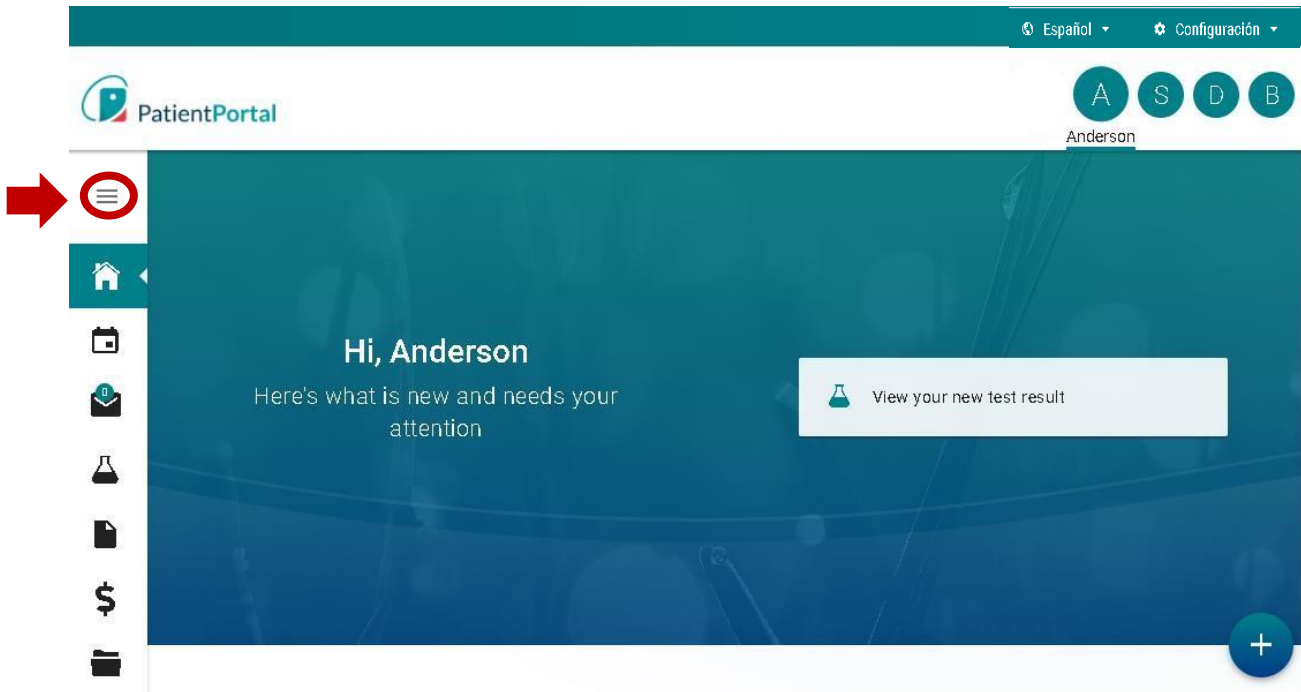 Español Configuración
PatientPortal
A S D B
Anderson
0
Hi, Anderson
Here's what is new and needs your
attention
View your new test result
$
+